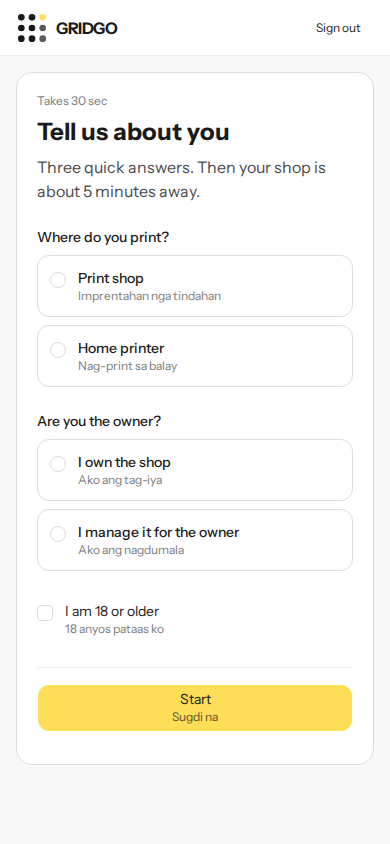 GRIDGO
Sign out
Takes 30 sec
Tell us about you
Three quick answers. Then your shop is
about 5 minutes away.
Where do you print?
Print shop
Imprentahan nga tindahan
Home printer
Nag-print sa balay
Are you the owner?
I own the shop
Ako ang tag-iya
I manage it for the owner
Ako ang nagdumala
I am 18 or older
18 anyos pataas ko
Start
Sugdi na